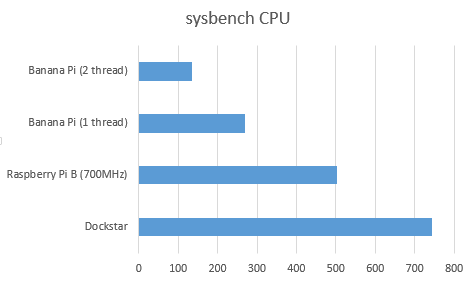 sysbench CPU
Banana Pi (2 thread)
Banana Pi (1 thread)
Raspberry Pi B (700MHz)
Dockstar
0 100 200 300 400 500 600 700 800